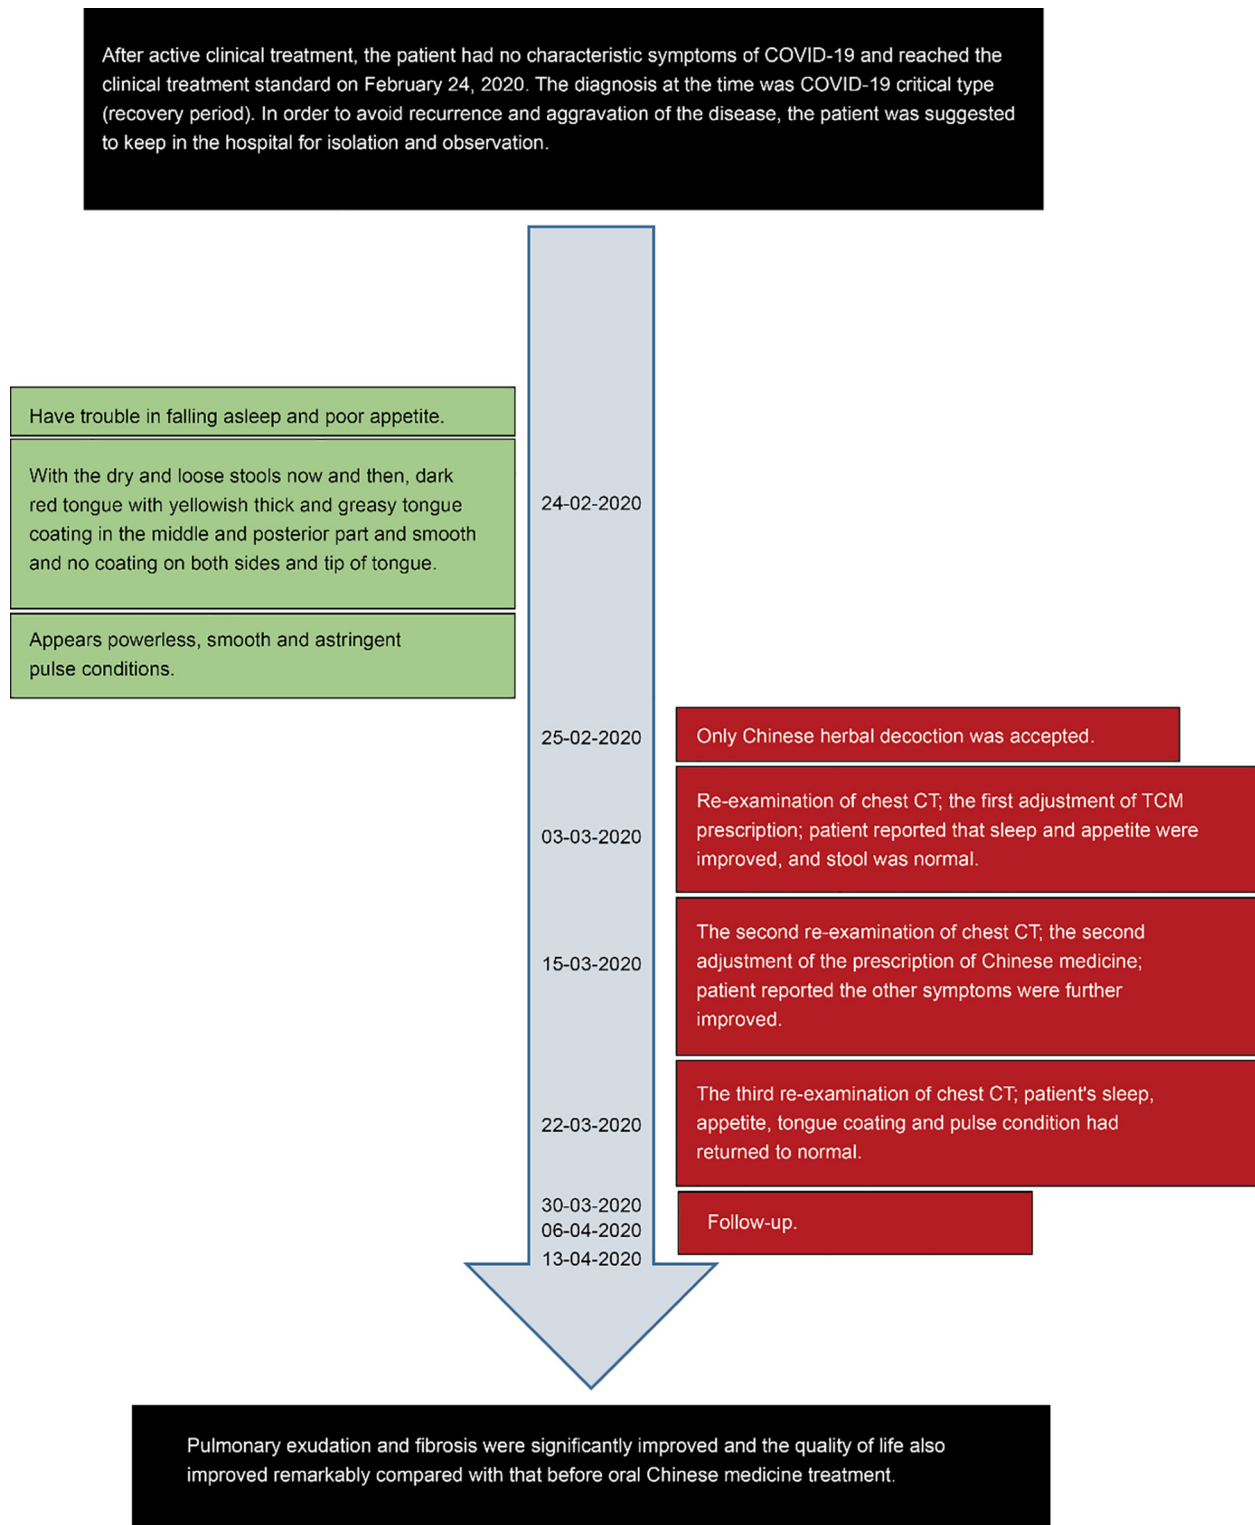 After active clinical treatment, the patient had no characteristic symptoms of COVID-19 and reached the
clinical treatment standard on February 24, 2020. The diagnosis at the time was COVID-19 critical type
(recovery period). In order to avoid recurrence and aggravation of the disease, the patient was suggested
to keep in the hospital for isolation and observation.
Have trouble in falling asleep and poor appetite.
With the dry and loose stools now and then, dark
red tongue with yellowish thick and greasy tongue
coating in the middle and posterior part and smooth
and no coating on both sides and tip of tongue.
Appears powerless, smooth and astringent
pulse conditions.
24-02-2020
25-02-2020
Only Chinese herbal decoction was accepted.
03-03-2020
Re-examination of chest CT; the first adjustment of TCM
prescription; patient reported that sleep and appetite were
improved, and stool was normal.
15-03-2020
The second re-examination of chest CT; the second
adjustment of the prescription of Chinese medicine;
patient reported the other symptoms were further
improved.
22-03-2020
The third re-examination of chest CT; patient's sleep,
appetite, tongue coating and pulse condition had
returned to normal.
30-03-2020
06-04-2020
13-04-2020
Follow-up.
Pulmonary exudation and fibrosis were significantly improved and the quality of life also
improved remarkably compared with that before oral Chinese medicine treatment.